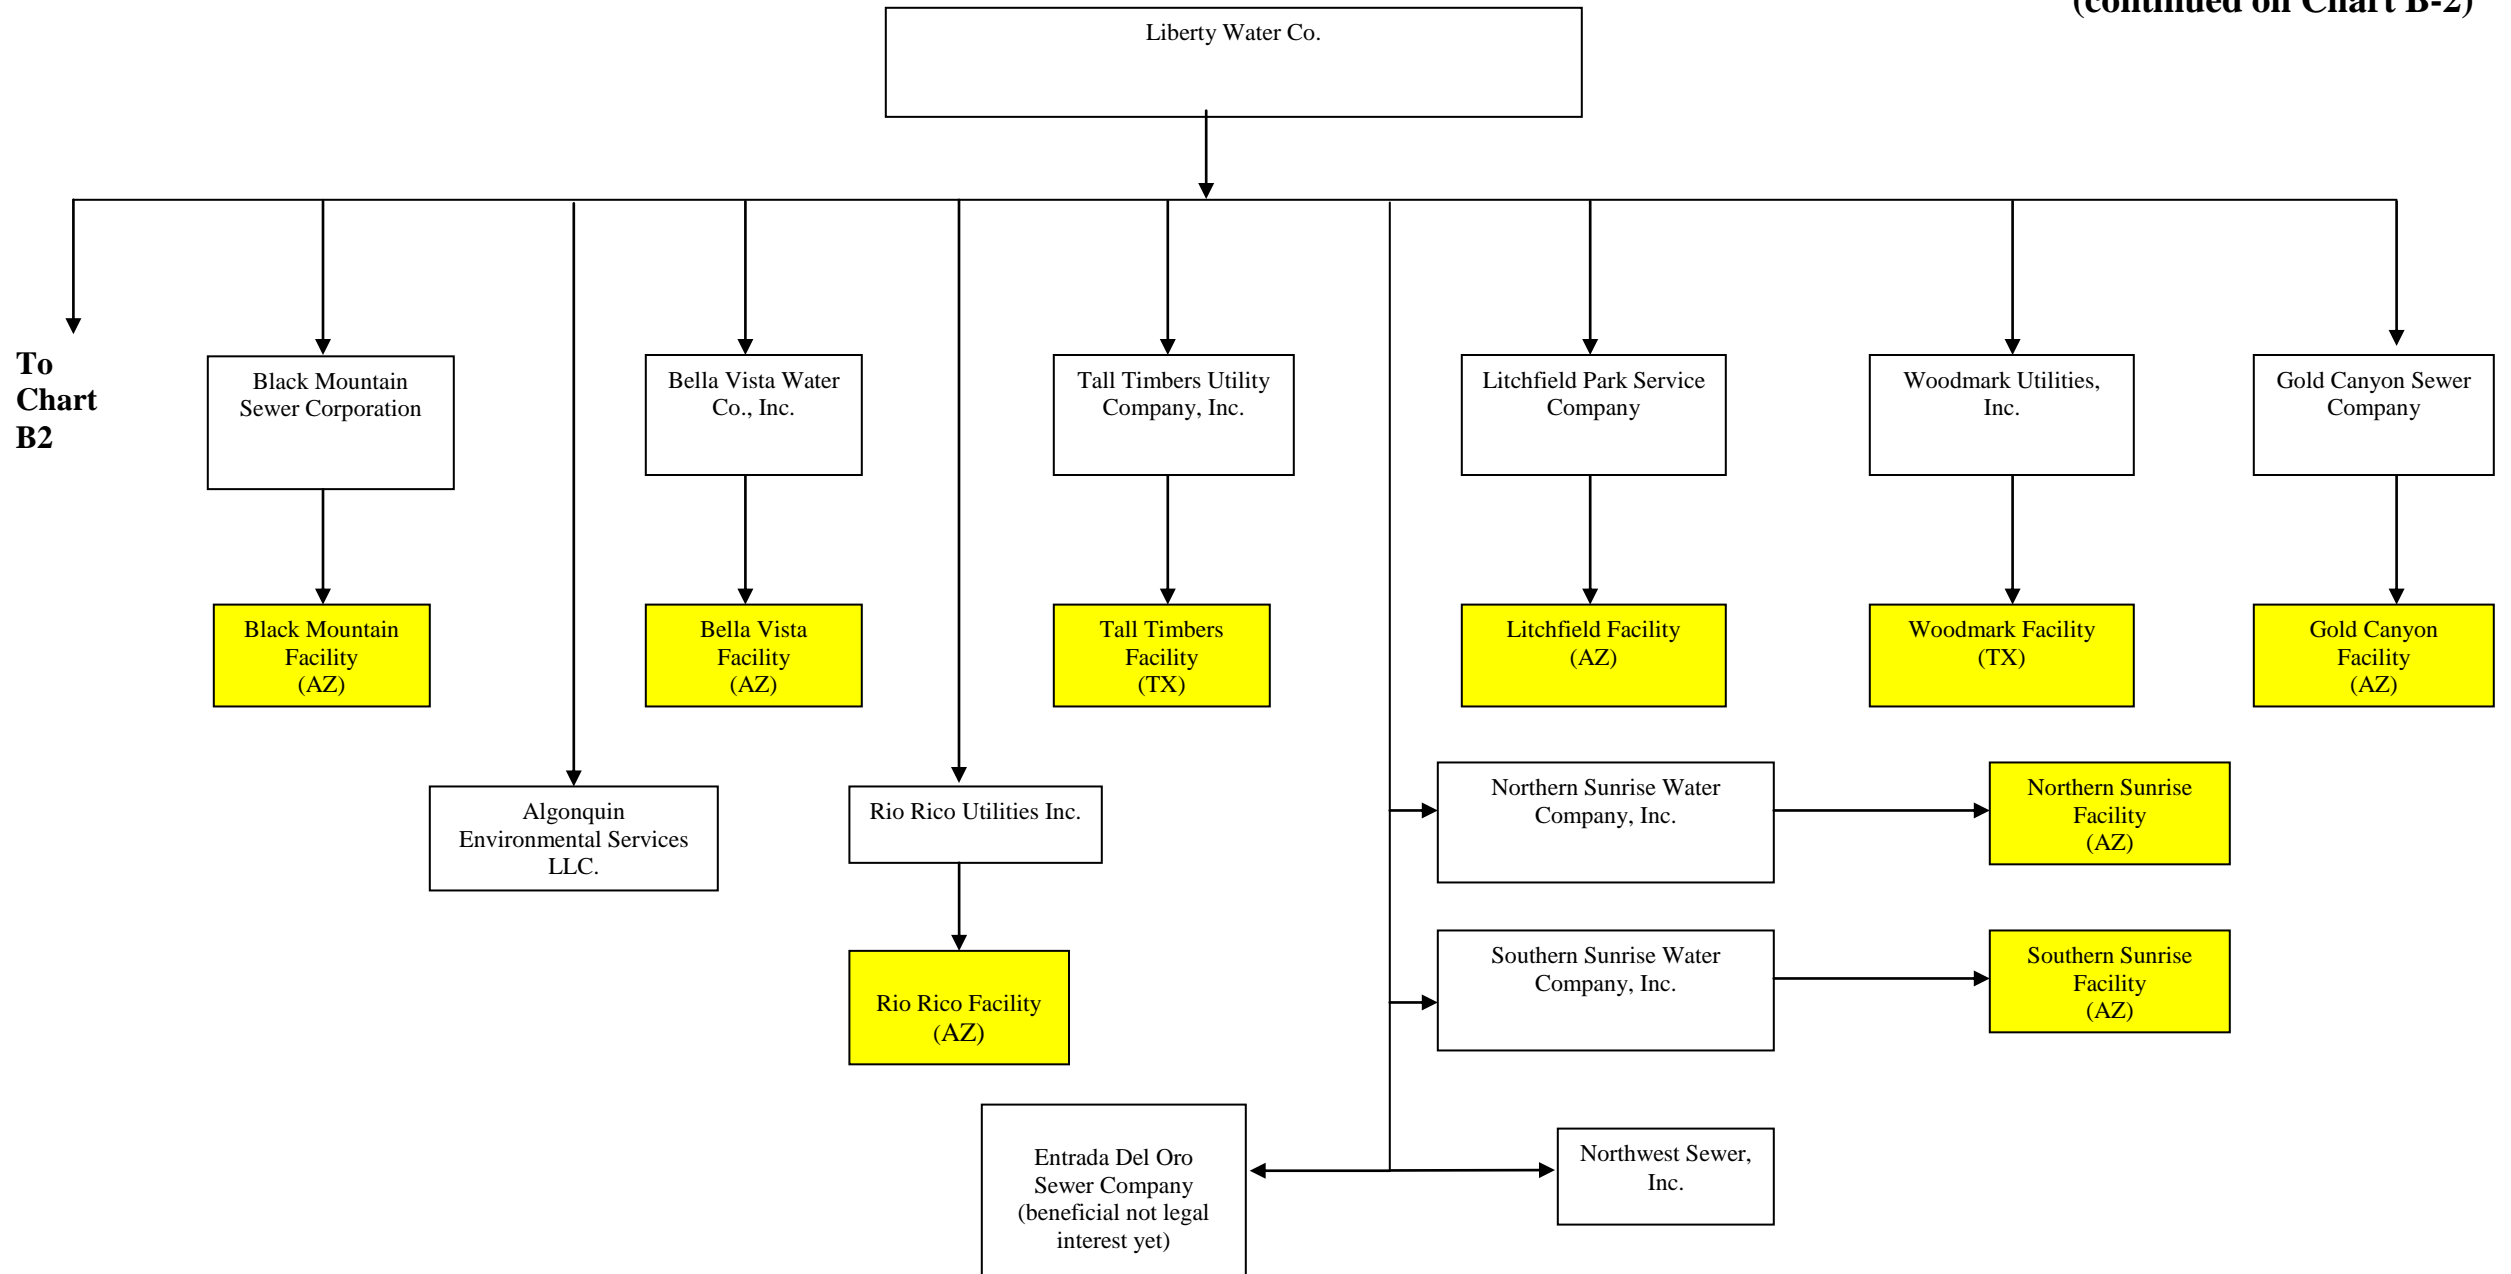 (continued on Chart B-2)
Liberty Water Co.
To
Chart
B2
Black Mountain
Sewer Corporation
Bella Vista Water
Co., Inc.
Tall Timbers Utility
Company, Inc.
Litchfield Park Service
Company
Woodmark Utilities,
Inc.
Gold Canyon Sewer
Company
Black Mountain
Facility
(AZ)
Bella Vista
Facility
(AZ)
Tall Timbers
Facility
(TX)
Litchfield Facility
(AZ)
Woodmark Facility
(TX)
Gold Canyon
Facility
(AZ)
Algonquin
Environmental Services
LLC.
Rio Rico Utilities Inc.
Northern Sunrise Water
Company, Inc.
Northern Sunrise
Facility
(AZ)
Rio Rico Facility
(AZ)
Southern Sunrise Water
Company, Inc.
Southern Sunrise
Facility
(AZ)
Entrada Del Oro
Sewer Company
(beneficial not legal
interest yet)
Northwest Sewer,
Inc.